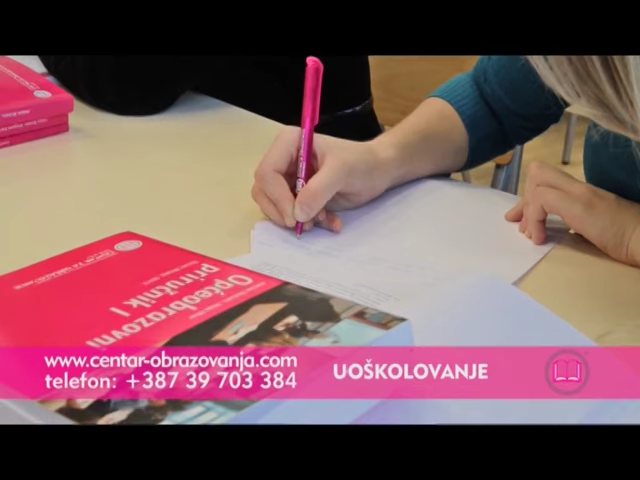 Općeobrazovni
priručnik I
www.centar-obrazovanja.com
telefon: +387 39 703 384
UOŠKOLOVANJE